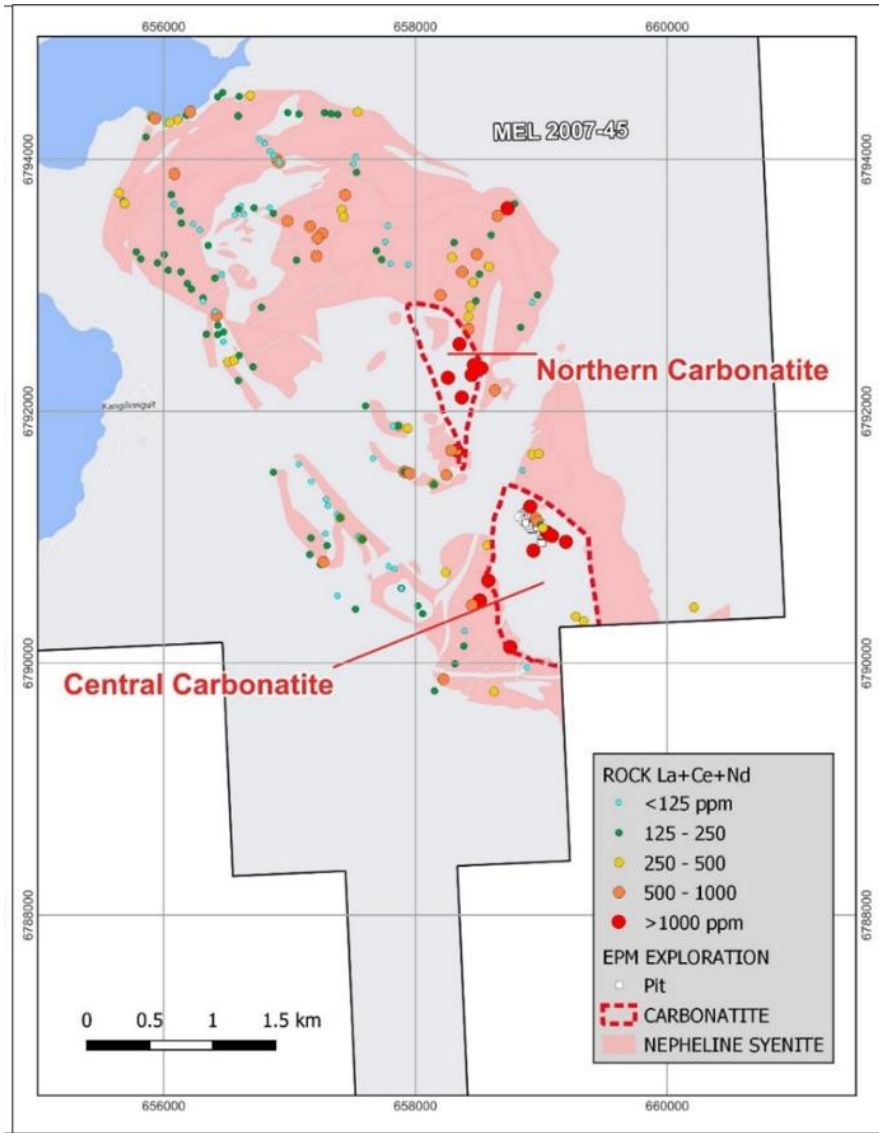 656000
658000
660000
MEL 2007-45
6794000
6794000
Northern Carbonatite
Kangilinnguit
6792000
6792000
6790000
6790000
Central Carbonatite
ROCK La+Ce+Nd
<125 ppm
125 - 250
250 - 500
500 - 1000
>1000 ppm
EPM EXPLORATION
Pit
CARBONATITE
NEPHELINE SYENITE
6788000
6788000
0 0.5 1 1.5 km
656000
658000
660000